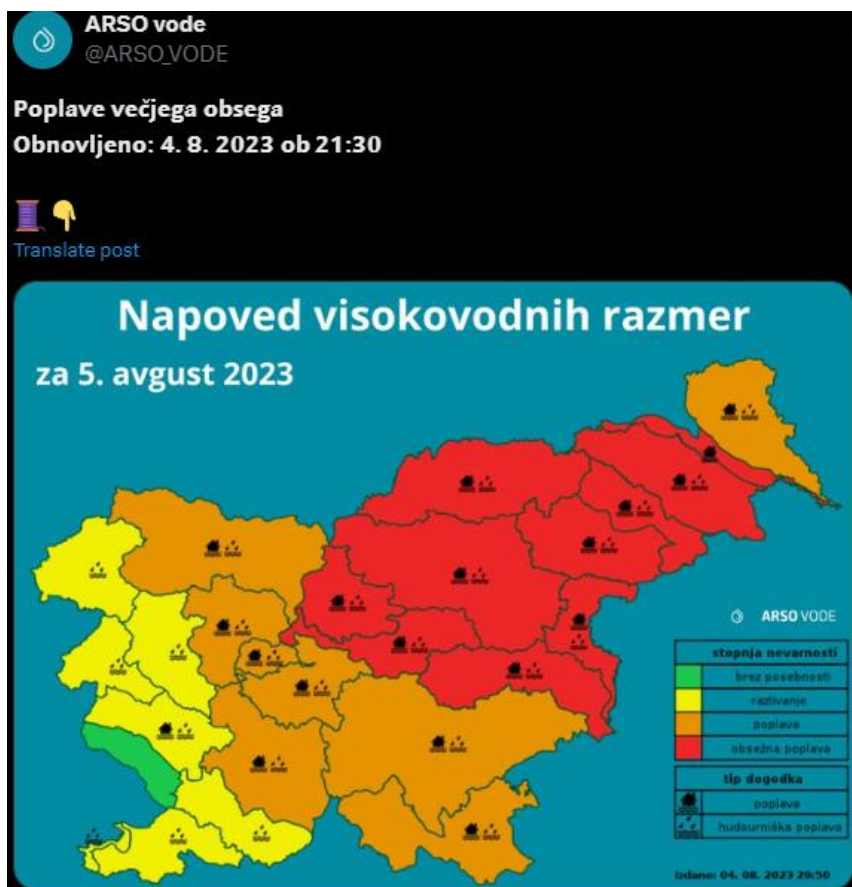 ARSO vode
@ARSO_VODE
Poplave večjega obsega
Obnovljeno: 4. 8. 2023 ob 21:30
Translate post
Napoved visokovodnih razmer
za 5. avgust 2023
ARSO VODE
stopnja nevarnosti
brez posebnosti
razlivanje
poplava
obsežna poplava
tip dogodka
poplava
hudourniška poplava
Izdano: 04. 08. 2023 20:50